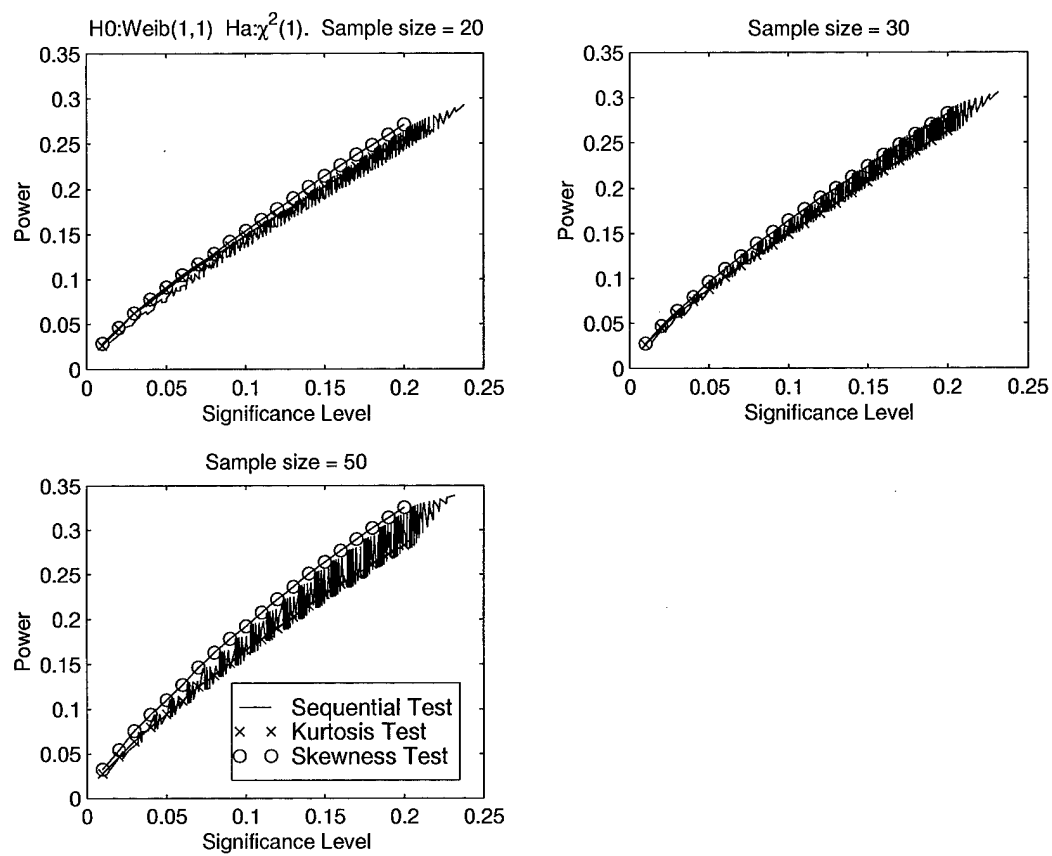 H0:Weib(1,1) Ha:χ²(1). Sample size = 20
0.35
0.3
0.25
0.2
0.15
0.1
0.05
0
Power
0 0.05 0.1 0.15 0.2 0.25
Significance Level
Sample size = 30
0.35
0.3
0.25
0.2
0.15
0.1
0.05
0
Power
0 0.05 0.1 0.15 0.2 0.25
Significance Level
Sample size = 50
0.35
0.3
0.25
0.2
0.15
0.1
0.05
0
Power
Sequential Test
Kurtosis Test
Skewness Test
0 0.05 0.1 0.15 0.2 0.25
Significance Level